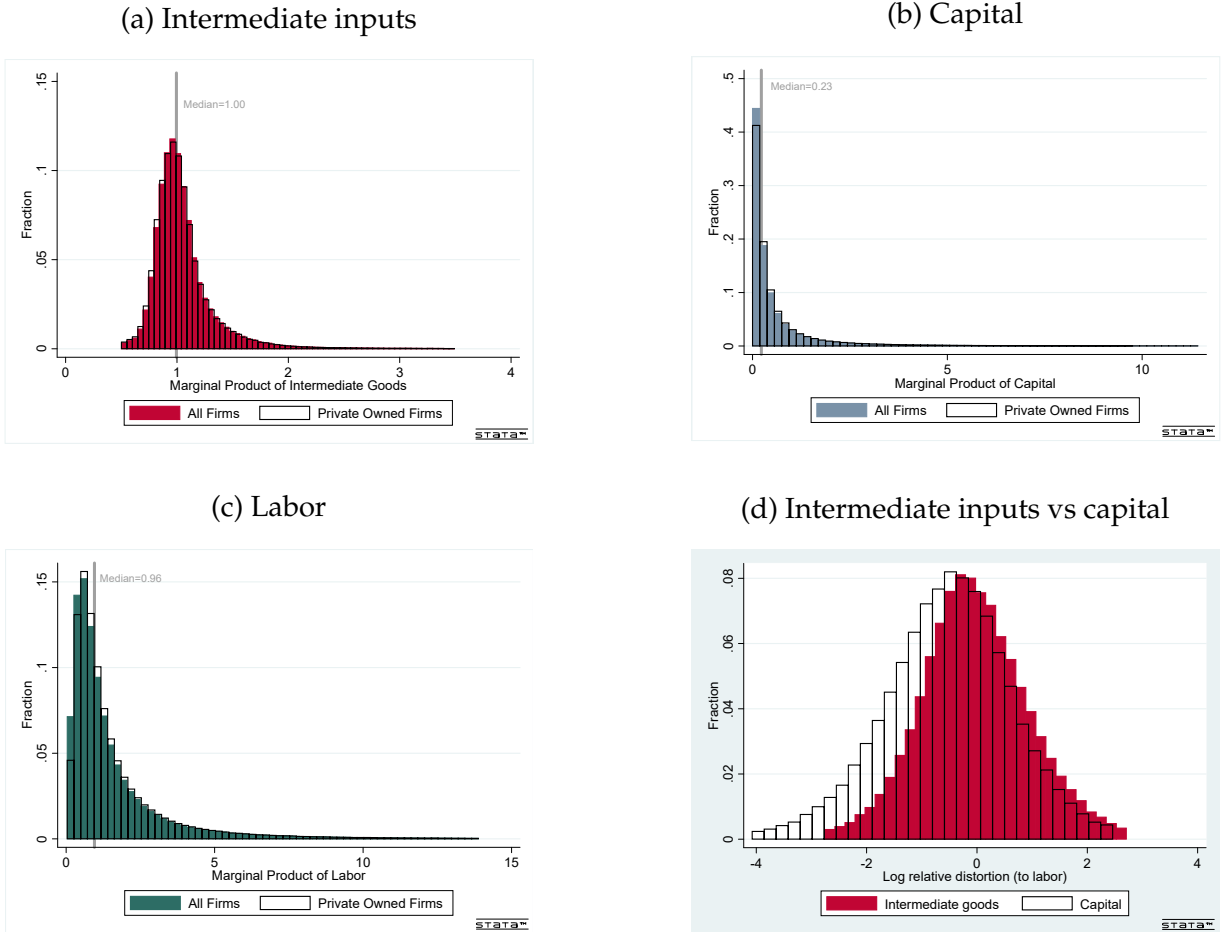 (a) Intermediate inputs
.15
.1
.05
0
Fraction
Median=1.00
0 1 2 3 4
Marginal Product of Intermediate Goods
All Firms Private Owned Firms
STATA™
(b) Capital
.5
.4
.3
.2
.1
0
Fraction
Median=0.23
0 5 10
Marginal Product of Capital
All Firms Private Owned Firms
STATA™
(c) Labor
.15
.1
.05
0
Fraction
Median=0.96
0 5 10 15
Marginal Product of Labor
All Firms Private Owned Firms
STATA™
(d) Intermediate inputs vs capital
.08
.06
.04
.02
0
Fraction
-4 -2 0 2 4
Log relative distortion (to labor)
Intermediate goods Capital
STATA™